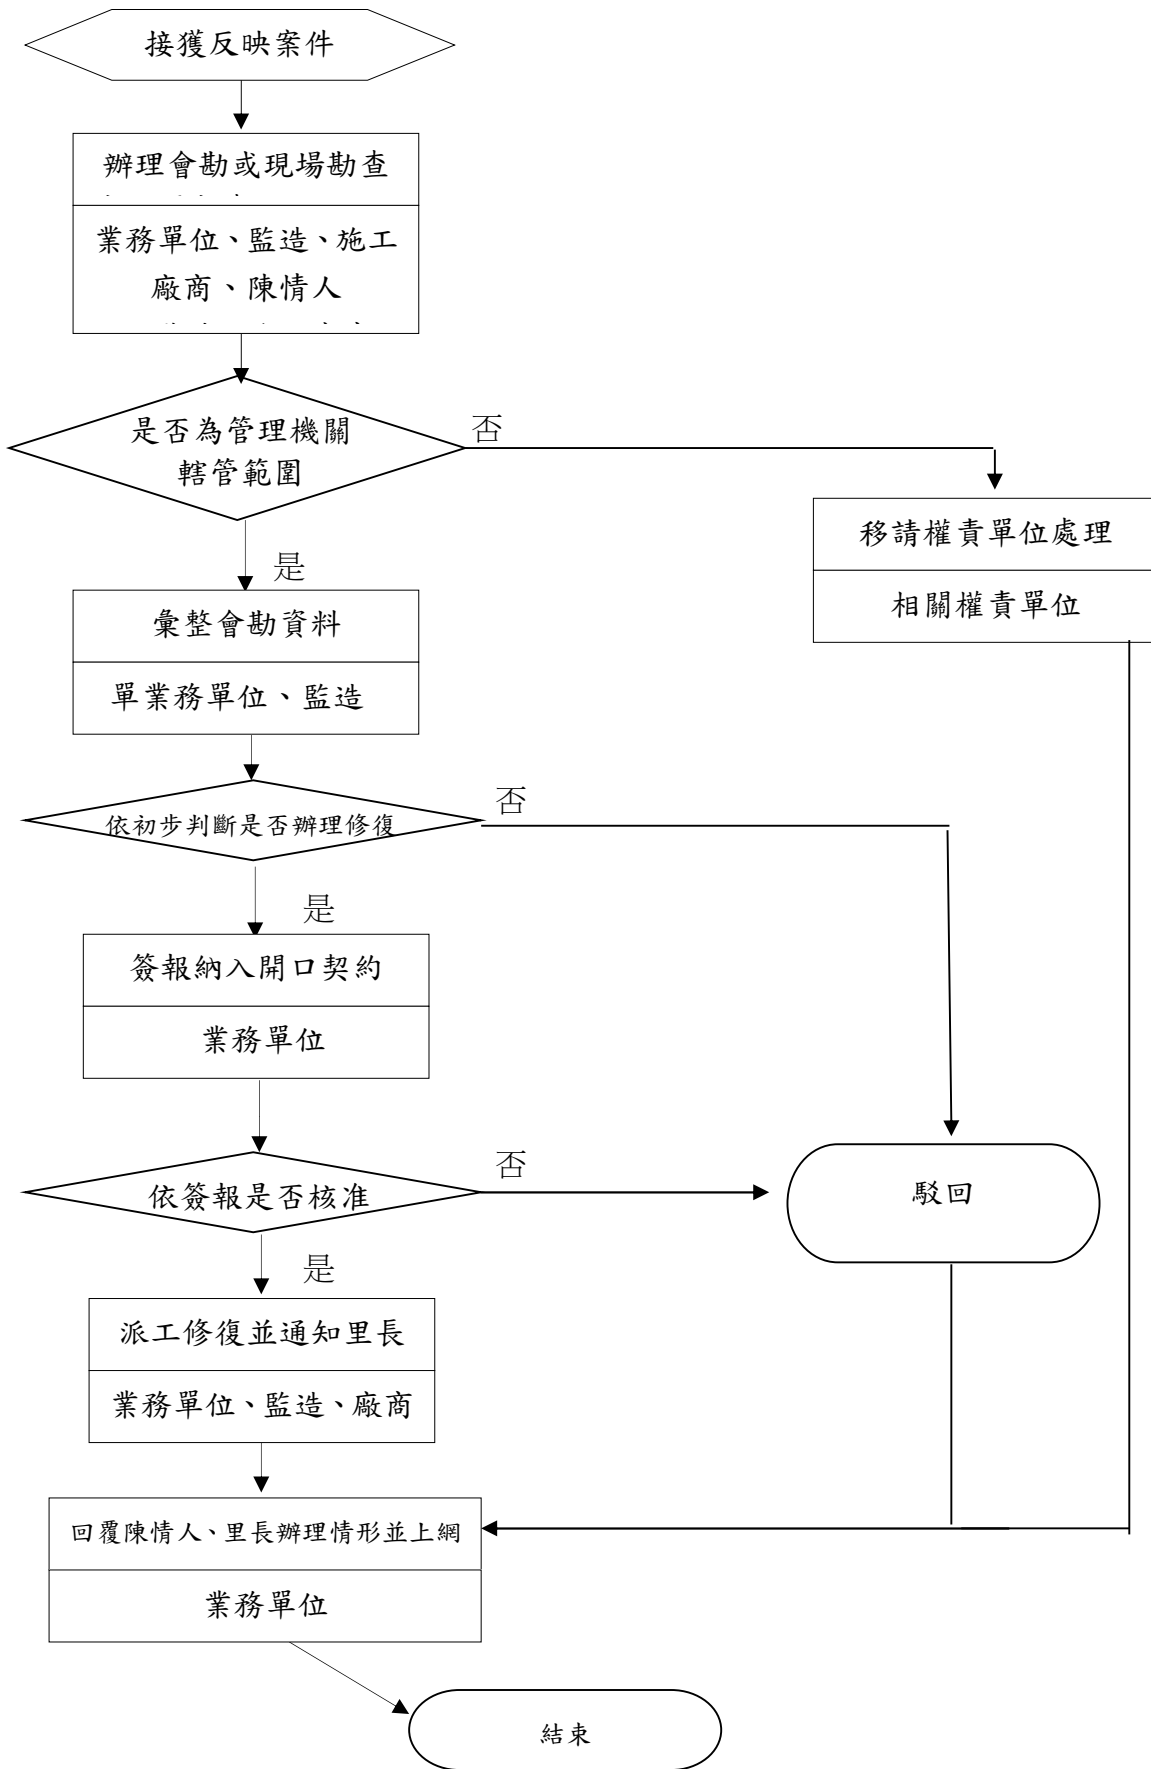 接獲反映案件
辦理會勘或現場勘查
業務單位、監造、施工
廠商、陳情人
是否為管理機關
轄管範圍
否
移請權責單位處理
相關權責單位
是
彙整會勘資料
單業務單位、監造
依初步判斷是否辦理修復
否
是
簽報納入開口契約
業務單位
依簽報是否核准
否
駁回
是
派工修復並通知里長
業務單位、監造、廠商
回覆陳情人、里長辦理情形並上網
業務單位
結束